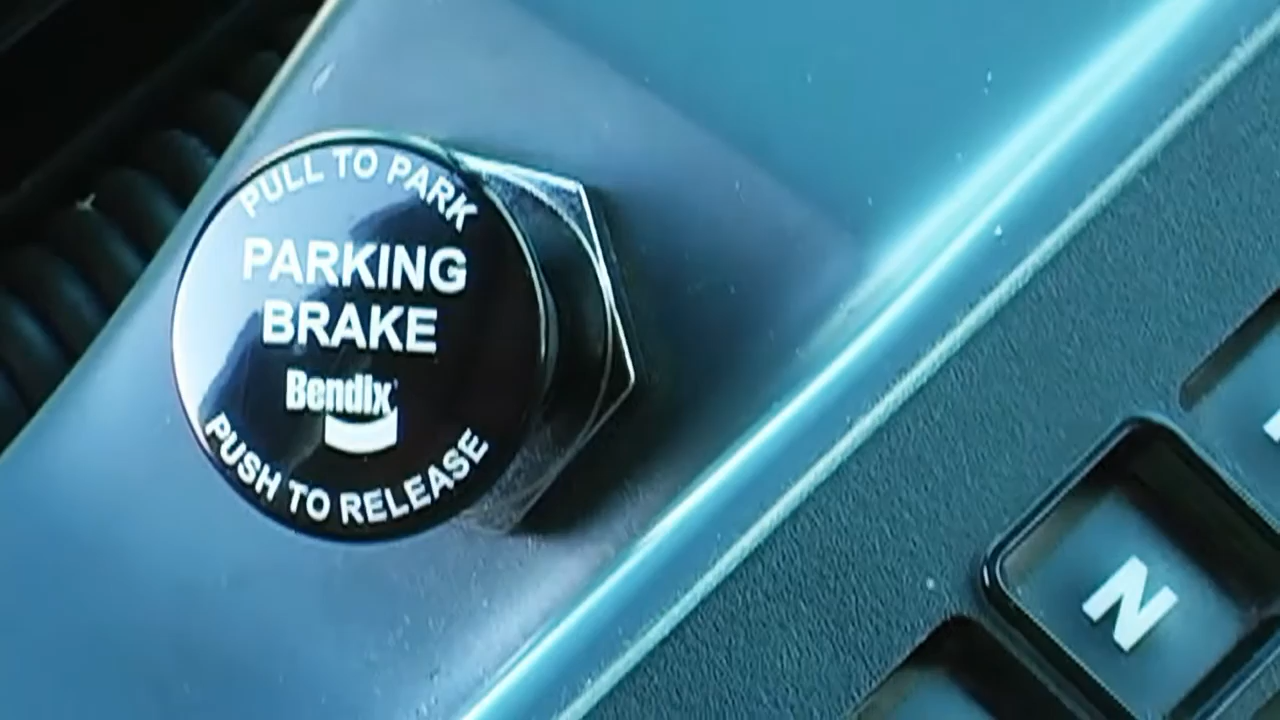 PULL TO PARK
PARKING
BRAKE
Bendix
PUSH TO RELEASE
N